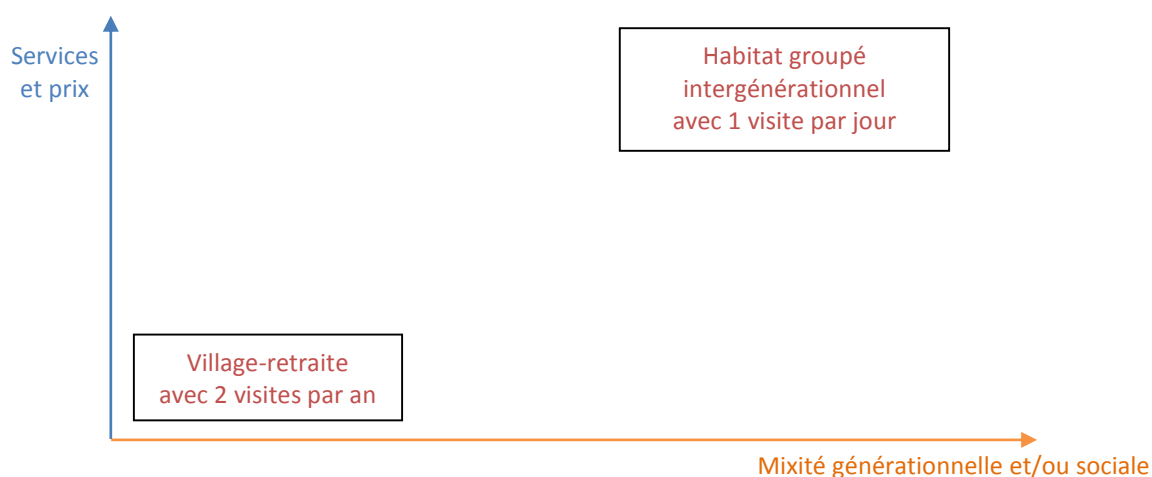 Services
et prix
Habitat groupé
intergénérationnel
avec 1 visite par jour
Village-retraite
avec 2 visites par an
Mixité générationnelle et/ou sociale